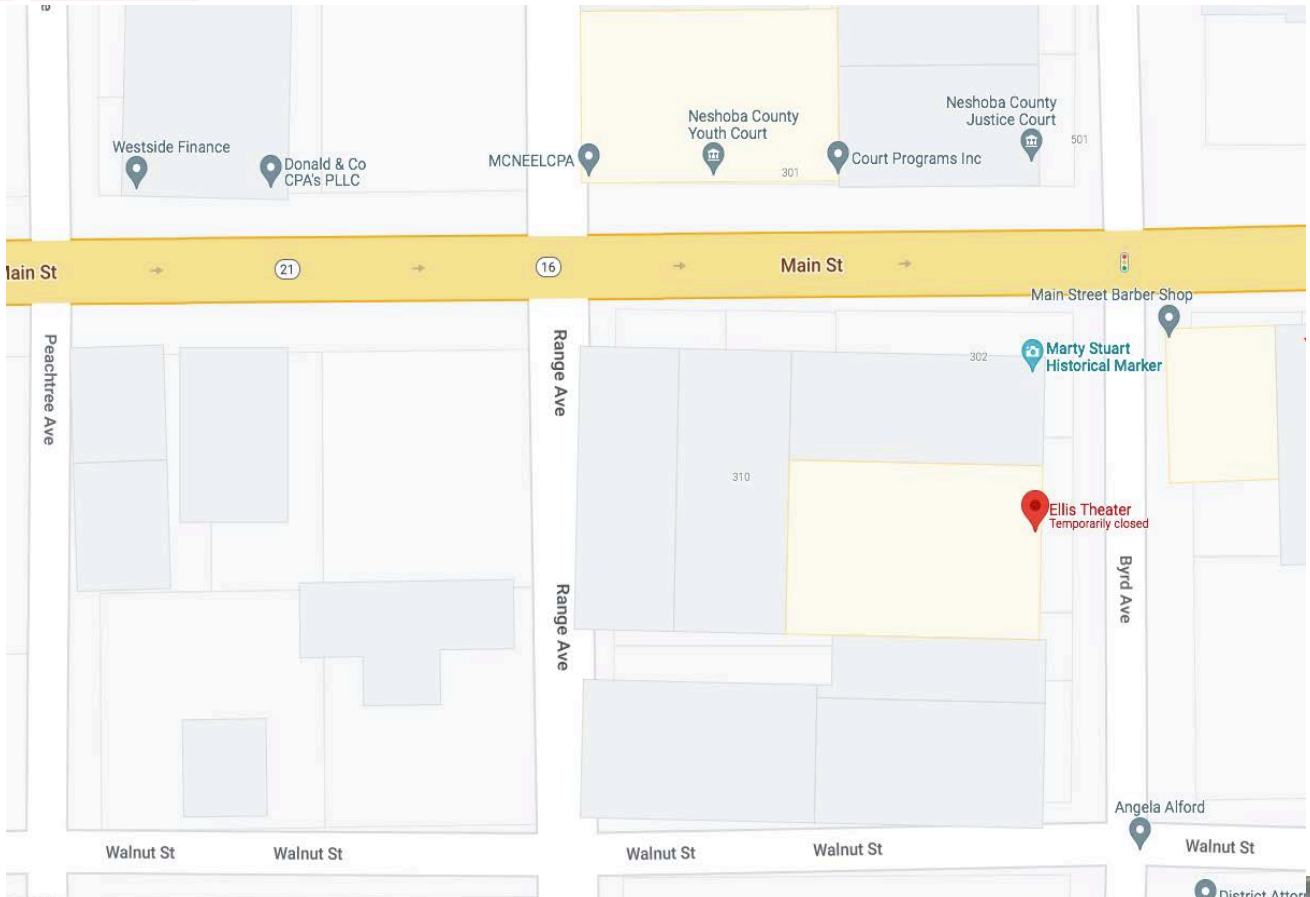 Westside Finance
Donald & Co
CPA's PLLC
MCNEELCPA
Neshoba County
Youth Court
301
Court Programs Inc
Neshoba County
Justice Court
501
Main St
21
16
Main St
Main Street Barber Shop
Peachtree Ave
Range Ave
302
Marty Stuart
Historical Marker
310
Ellis Theater
Temporarily closed
Range Ave
Byrd Ave
Angela Alford
Walnut St
Walnut St
Walnut St
Walnut St
Walnut St
District Attor